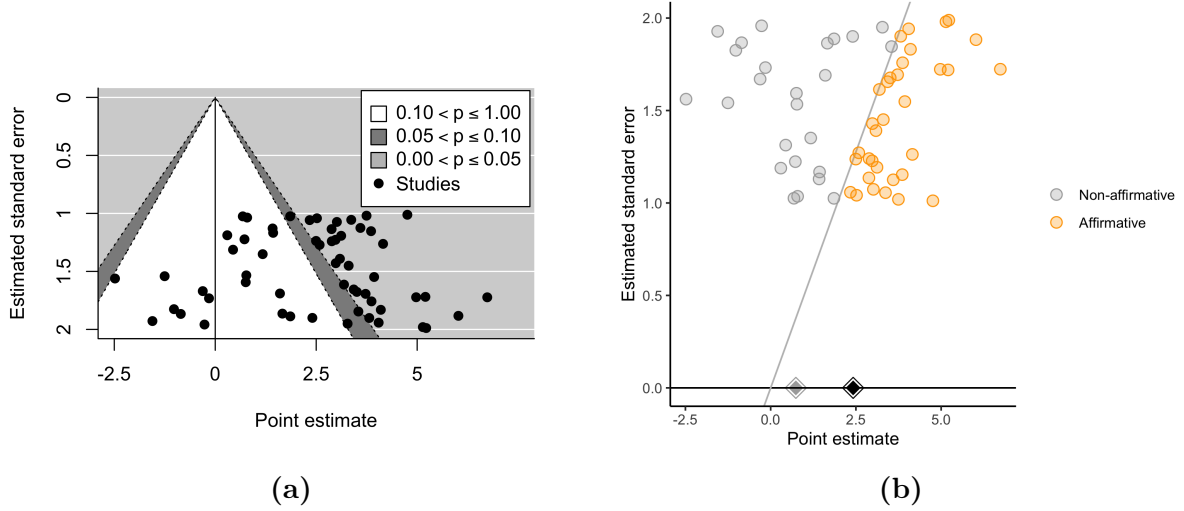 0.10 < p ≤ 1.00
0.05 < p ≤ 0.10
0.00 < p ≤ 0.05
Studies
Estimated standard error
0
0.5
1
1.5
2
-2.5
0
2.5
5
Point estimate
(a)
Estimated standard error
2.0
1.5
1.0
0.5
0.0
-2.5
0.0
2.5
5.0
Point estimate
Non-affirmative
Affirmative
(b)